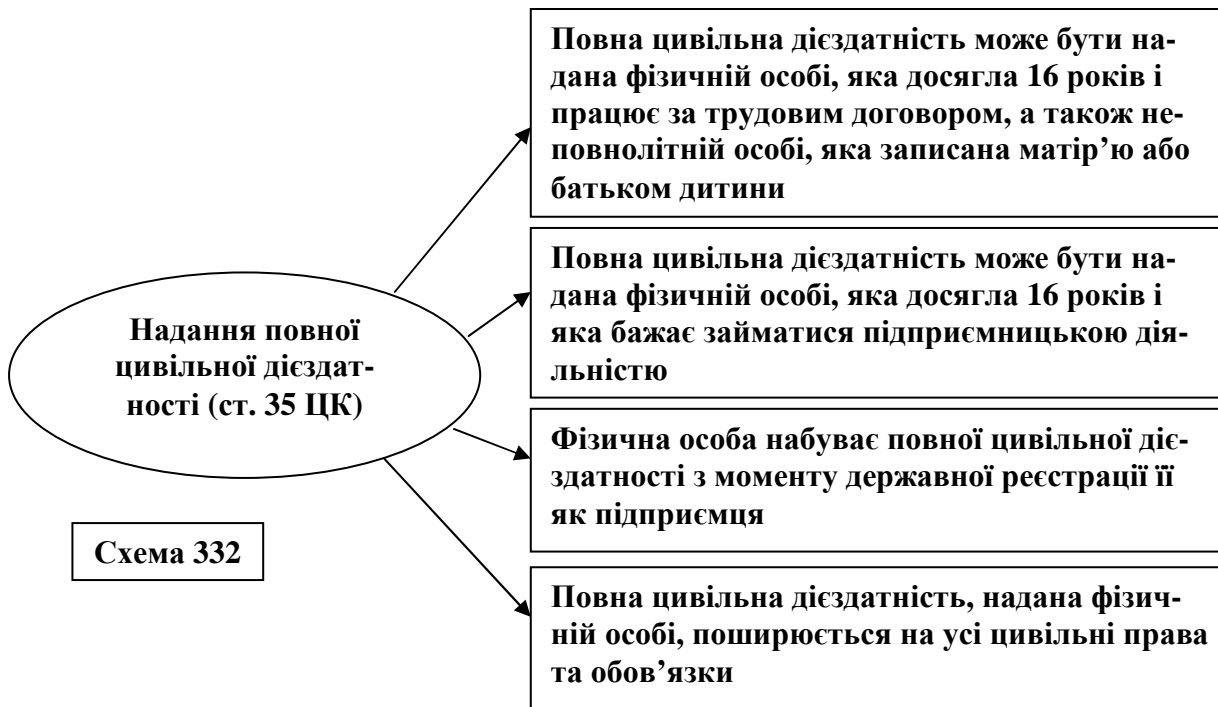 Повна цивільна дієздатність може бути на-
дана фізичній особі, яка досягла 16 років і
працює за трудовим договором, а також не-
повнолітній особі, яка записана матір’ю або
батьком дитини
Повна цивільна дієздатність може бути на-
дана фізичній особі, яка досягла 16 років і
яка бажає займатися підприємницькою дія-
льністю
Надання повної
цивільної дієздат-
ності (ст. 35 ЦК)
Фізична особа набуває повної цивільної діє-
здатності з моменту державної реєстрації її
як підприємця
Схема 332
Повна цивільна дієздатність, надана фізич-
ній особі, поширюється на усі цивільні права
та обов’язки